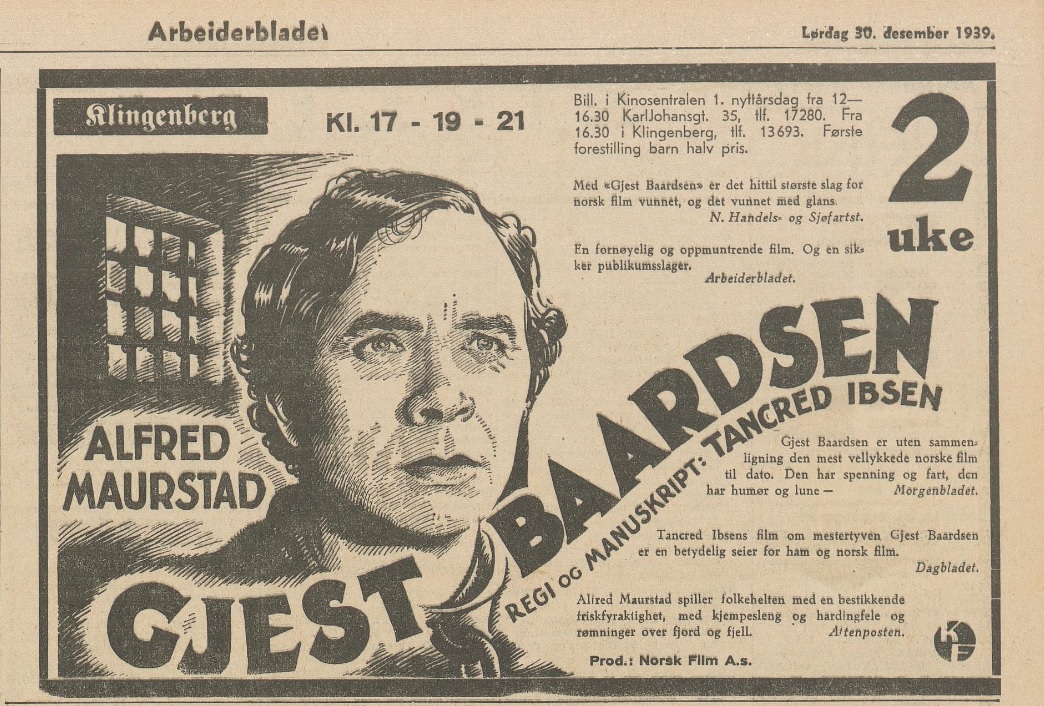 Arbeiderbladet
Lørdag 30. desember 1939.
Klingenberg
Kl. 17 - 19 - 21
Bill. i Kinosentralen 1. nyttårsdag fra 12—
16.30 KarlJohansgt. 35, tlf. 17280. Fra
16.30 i Klingenberg, tlf. 13693. Første
forestilling barn halv pris.
2
uke
Med «Gjest Baardsen» er det hittil største slag for
norsk film vunnet, og det vunnet med glans.
N. Handels- og Sjøfartst.
En fornøyelig og oppmuntrende film. Og en sik-
ker publikumsslager.
Arbeiderbladet.
ALFRED
MAURSTAD
GJEST BAARDSEN
REGI OG MANUSKRIPT: TANCRED IBSEN
Gjest Baardsen er uten sammen-
ligning den mest vellykkede norske film
til dato. Den har spenning og fart, den
har humør og lune — Morgenbladet.
Tancred Ibsens film om mestertyven Gjest Baardsen
er en betydelig seier for ham og norsk film.
Dagbladet.
Alfred Maurstad spiller folkehelten med en bestikkende
friskfyraktighet, med kjempesleng og hardingfele og
rømninger over fjord og fjell. Aftenposten.
Prod.: Norsk Film A.s.
KF